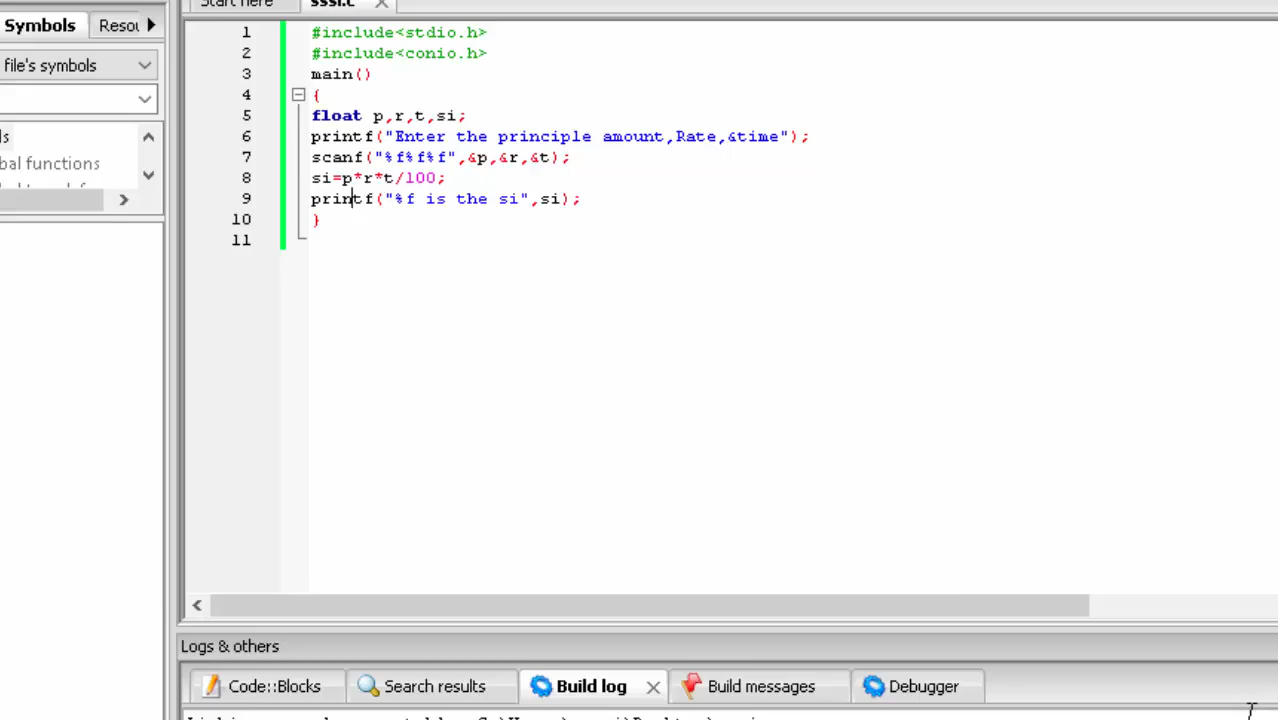 Start here sssi.c
Symbols Resou
file's symbols
bal functions
1 #include<stdio.h>
2 #include<conio.h>
3 main()
4 {
5 float p,r,t,si;
6 printf("Enter the principle amount,Rate,&time");
7 scanf("%f%f%f",&p,&r,&t);
8 si=p*r*t/100;
9 printf("%f is the si",si);
10 }
11
Logs & others
Code::Blocks Search results Build log Build messages Debugger